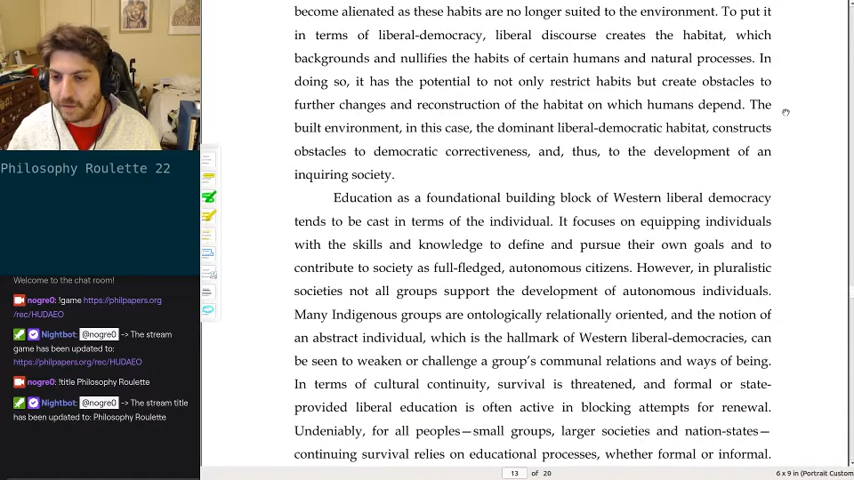 become alienated as these habits are no longer suited to the environment. To put it
in terms of liberal-democracy, liberal discourse creates the habitat, which
backgrounds and nullifies the habits of certain humans and natural processes. In
doing so, it has the potential to not only restrict habits but create obstacles to
further changes and reconstruction of the habitat on which humans depend. The
built environment, in this case, the dominant liberal-democratic habitat, constructs
obstacles to democratic correctiveness, and, thus, to the development of an
inquiring society.
Education as a foundational building block of Western liberal democracy
tends to be cast in terms of the individual. It focuses on equipping individuals
with the skills and knowledge to define and pursue their own goals and to
contribute to society as full-fledged, autonomous citizens. However, in pluralistic
societies not all groups support the development of autonomous individuals.
Many Indigenous groups are ontologically relationally oriented, and the notion of
an abstract individual, which is the hallmark of Western liberal-democracies, can
be seen to weaken or challenge a group's communal relations and ways of being.
In terms of cultural continuity, survival is threatened, and formal or state-
provided liberal education is often active in blocking attempts for renewal.
Undeniably, for all peoples—small groups, larger societies and nation-states—
continuing survival relies on educational processes, whether formal or informal.
Philosophy Roulette 22
Welcome to the chat room!
nogre0: !game https://philpapers.org
/rec/HUDAEO
Nightbot: @nogre0 -> The stream
game has been updated to:
https://philpapers.org/rec/HUDAEO
nogre0: !title Philosophy Roulette
Nightbot: @nogre0 -> The stream title
has been updated to: Philosophy Roulette
13 of 20
6 x 9 in (Portrait Custom